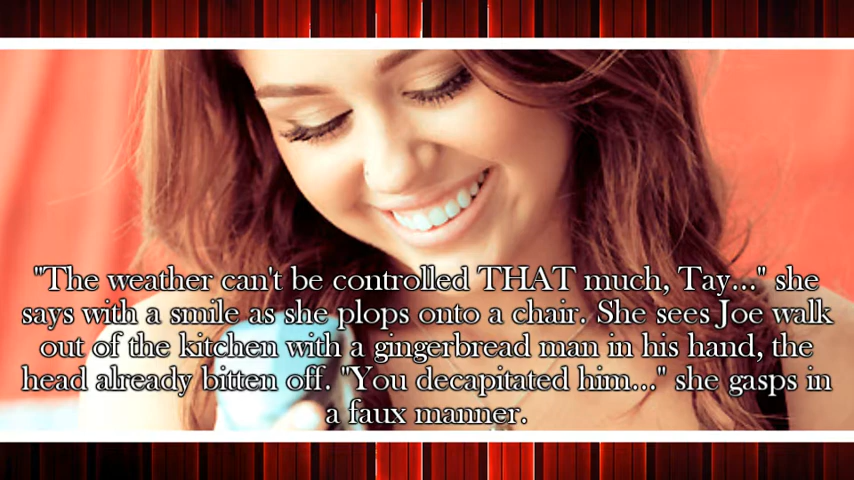 "The weather can't be controlled THAT much, Tay..." she
says with a smile as she plops onto a chair. She sees Joe walk
out of the kitchen with a gingerbread man in his hand, the
head already bitten off. "You decapitated him..." she gasps in
a faux manner.